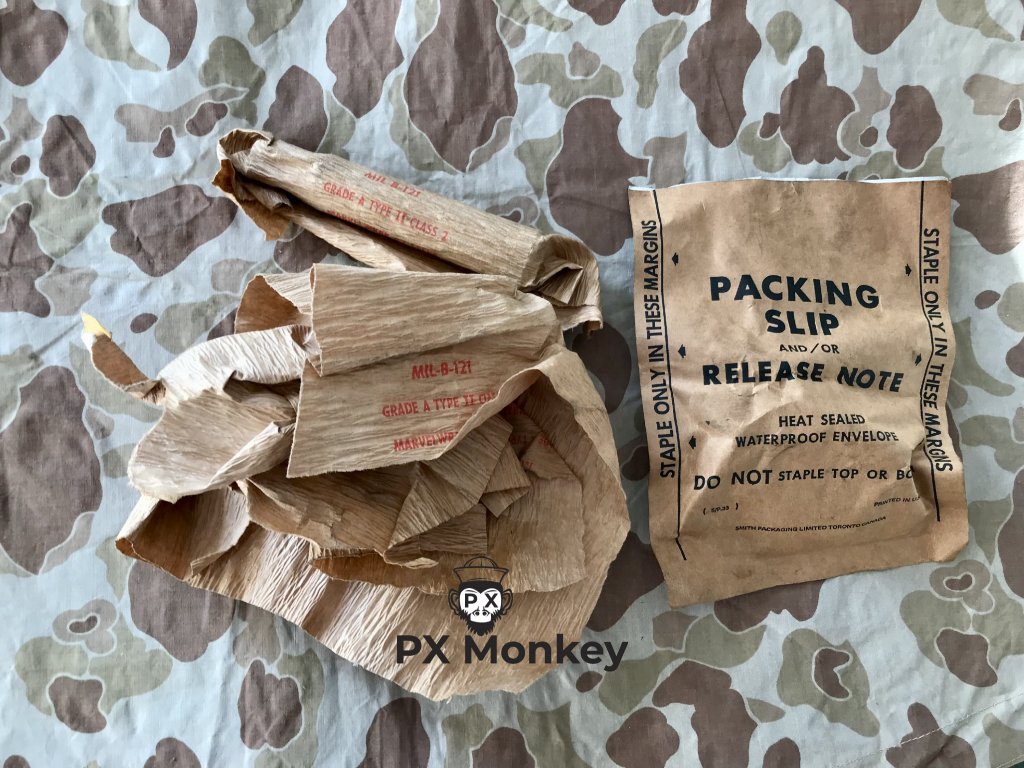 MIL-B-121
GRADE A TYPE II CLASS 2
MIL-B-121
GRADE A TYPE II
STAPLE ONLY IN THESE MARGINS
PACKING
SLIP
AND/OR
RELEASE NOTE
HEAT SEALED
WATERPROOF ENVELOPE
DO NOT STAPLE TOP OR
PRINTED IN
SMITH PACKAGING LIMITED TORONTO CANADA
STAPLE ONLY IN THESE MARGINS
PX
PX Monkey